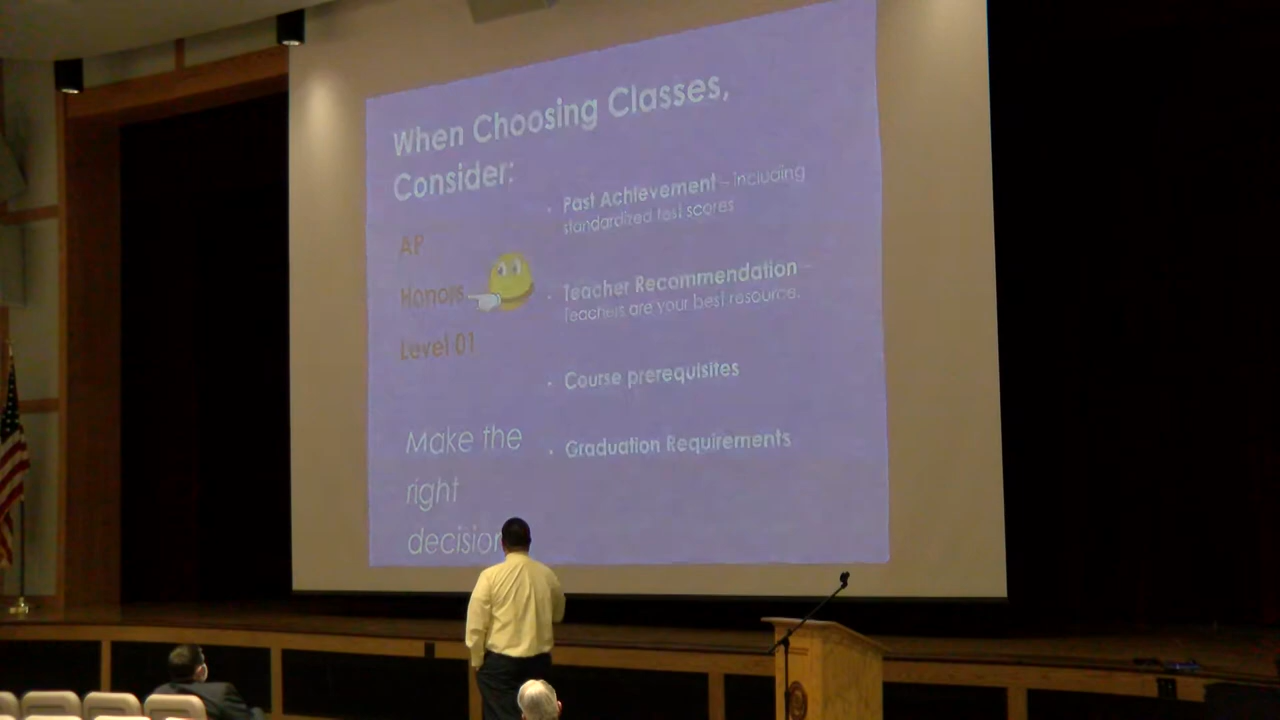 When Choosing Classes,
Consider:
AP
Honors
Level 01
Make the
right
decision
• Past Achievement – including
standardized test scores
• Teacher Recommendation –
Teachers are your best resource.
• Course prerequisites
• Graduation Requirements